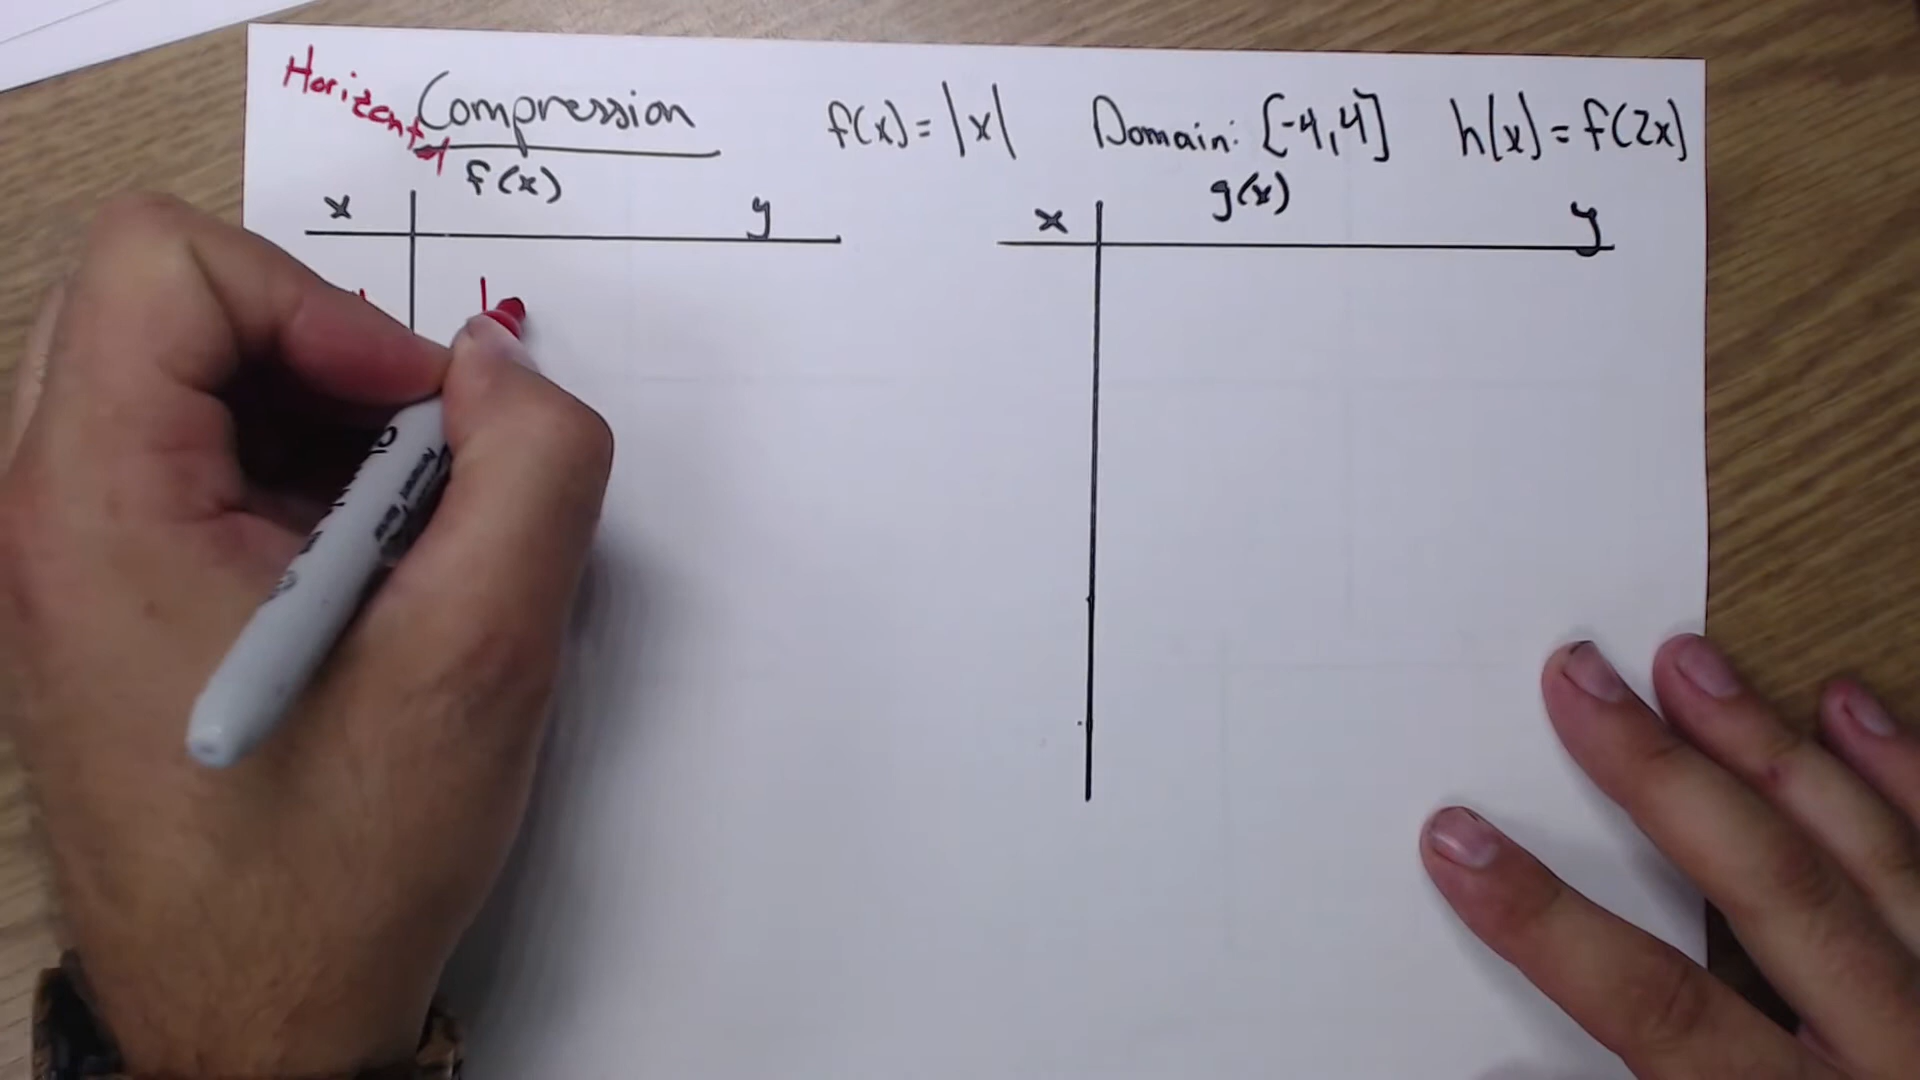 Horizontal
Compression
f(x) = |x|
Domain: [-4,4]
h(x) = f(2x)
f(x)
x y
g(x)
x y
|